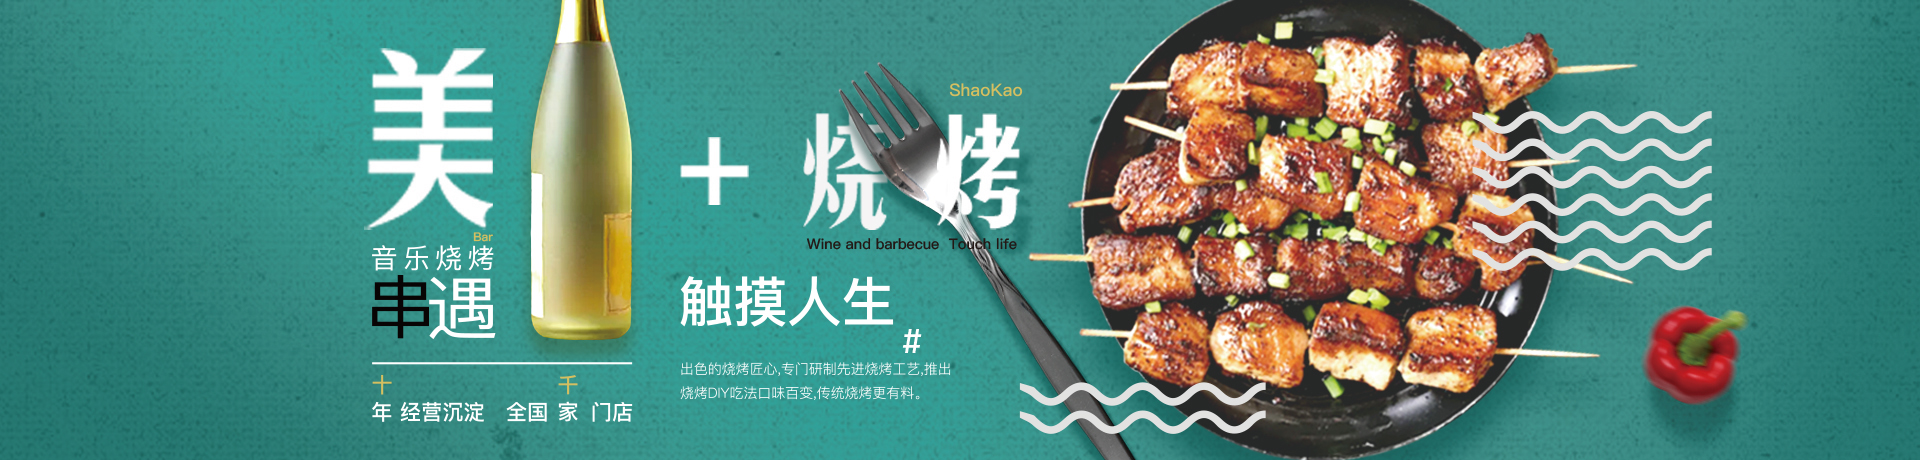 美
Bar
音乐烧烤
串遇
十 千
年 经营沉淀 全国 家 门店
+
ShaoKao
烧烤
Wine and barbecue Touch life
触摸人生
#
出色的烧烤匠心,专门研制先进烧烤工艺,推出
烧烤DIY吃法口味百变,传统烧烤更有料。